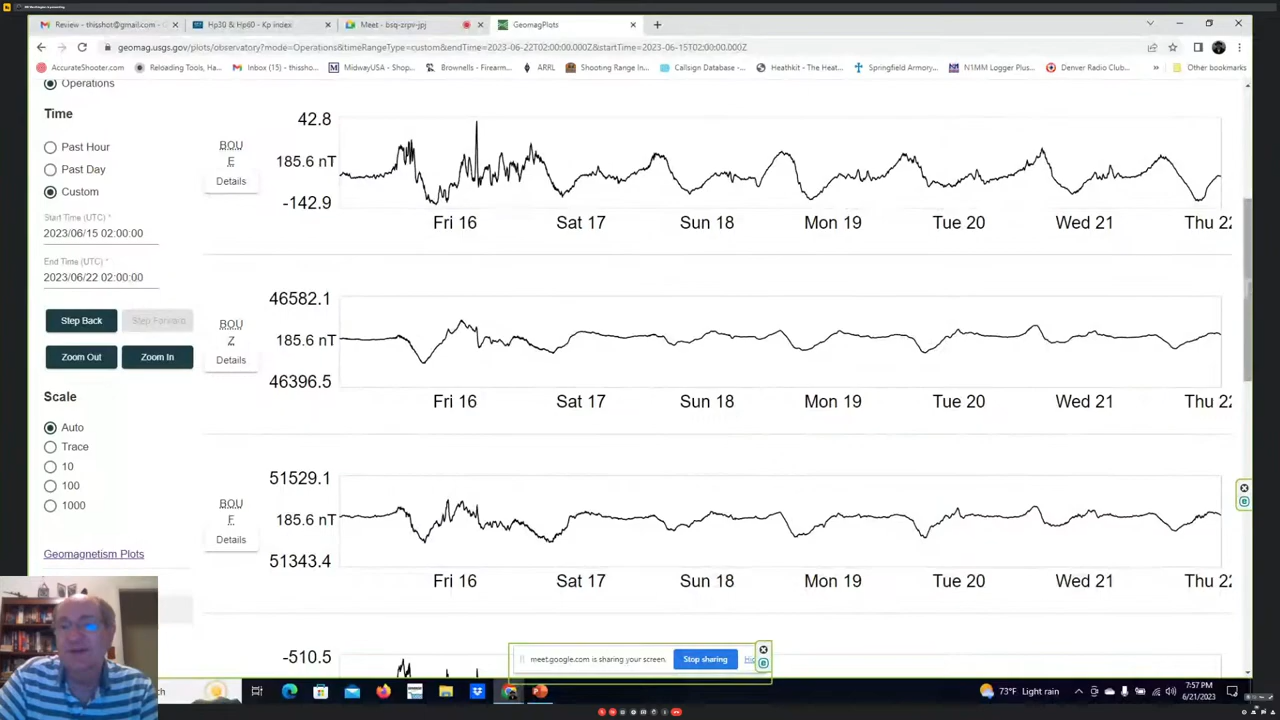 Review - thisshot@gmail.com -
Hp30 & Hp60 - Kp index
Meet - bsq-zrpi-jpj
GeomagPlots
geomag.usgs.gov/plots/observatory?mode=Operations&timeRangeType=custom&endTime=2023-06-22T02:00:00.000Z&startTime=2023-06-15T02:00:00.000Z
AccurateShooter.com
Reloading Tools, Ha...
Inbox (15) - thissho...
MidwayUSA - Shop...
Brownells - Firearm...
ARRL
Shooting Range In...
Callsign Database -...
Heathkit - The Heat...
Springfield Armory...
N1MM Logger Plus...
Denver Radio Club...
»
Other bookmarks
Operations
Time
Past Hour
Past Day
Custom
Start Time (UTC) *
2023/06/15 02:00:00
End Time (UTC) *
2023/06/22 02:00:00
Step Back
Step Forward
Zoom Out
Zoom In
Scale
Auto
Trace
10
100
1000
Geomagnetism Plots
BOU
E
Details
42.8
185.6 nT
-142.9
Fri 16 Sat 17 Sun 18 Mon 19 Tue 20 Wed 21 Thu 22
BOU
Z
Details
46582.1
185.6 nT
46396.5
Fri 16 Sat 17 Sun 18 Mon 19 Tue 20 Wed 21 Thu 22
BOU
F
Details
51529.1
185.6 nT
51343.4
Fri 16 Sat 17 Sun 18 Mon 19 Tue 20 Wed 21 Thu 22
-510.5
meet.google.com is sharing your screen.
Stop sharing
ch
73°F Light rain
7:57 PM
6/21/2023